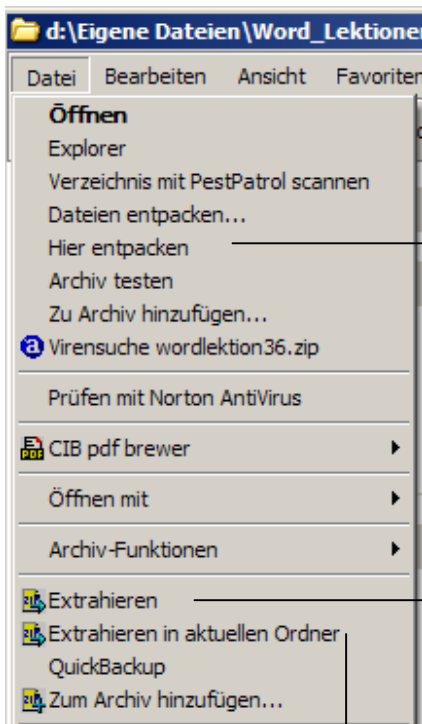 d:\Eigene Dateien\Word_Lektione
Datei Bearbeiten Ansicht Favoriten
Öffnen
Explorer
Verzeichnis mit PestPatrol scannen
Dateien entpacken...
Hier entpacken
Archiv testen
Zu Archiv hinzufügen...
Virensuche wordlektion36.zip
Prüfen mit Norton AntiVirus
CIB pdf brewer
Öffnen mit
Archiv-Funktionen
Extrahieren
Extrahieren in aktuellen Ordner
QuickBackup
Zum Archiv hinzufügen...